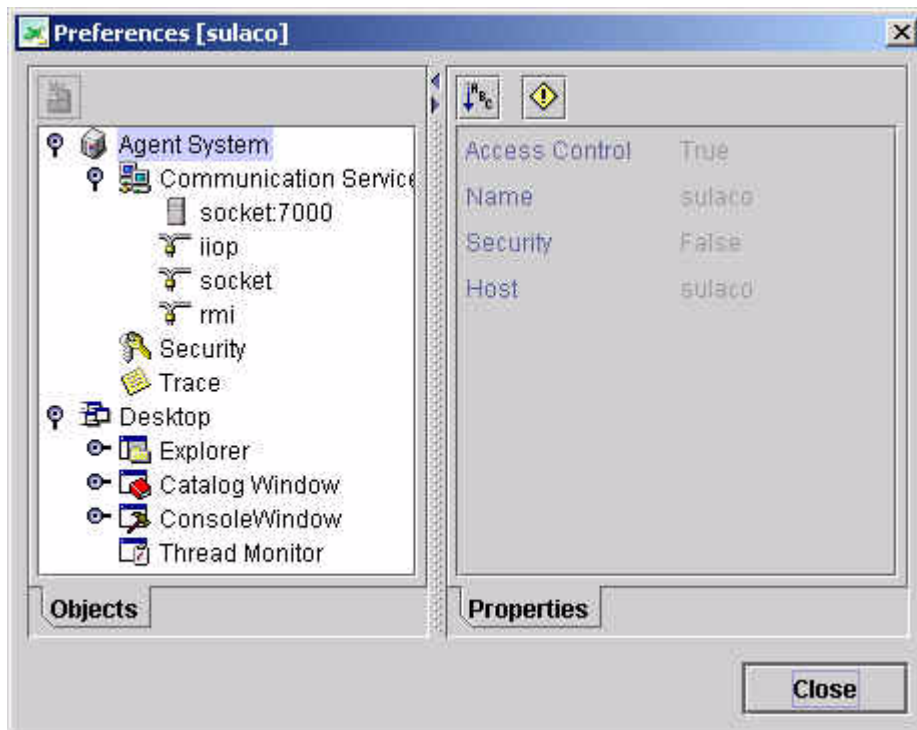 Preferences [sulaco]
Agent System
Communication Service
socket:7000
iiop
socket
rmi
Security
Trace
Desktop
Explorer
Catalog Window
ConsoleWindow
Thread Monitor
Objects
ABC
Access Control True
Name sulaco
Security False
Host sulaco
Properties
Close